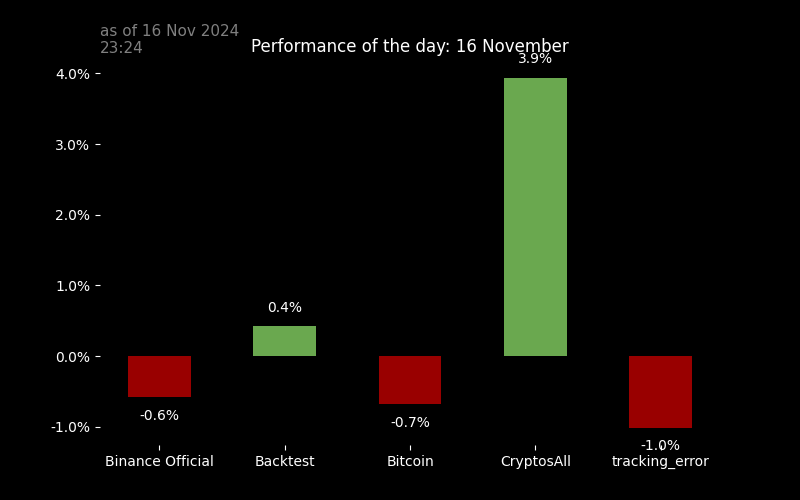 as of 16 Nov 2024
23:24
Performance of the day: 16 November
3.9%
4.0%
3.0%
2.0%
1.0%
0.4%
0.0%
-0.6%
-0.7%
-1.0%
-1.0%
Binance Official
Backtest
Bitcoin
CryptosAll
tracking_error